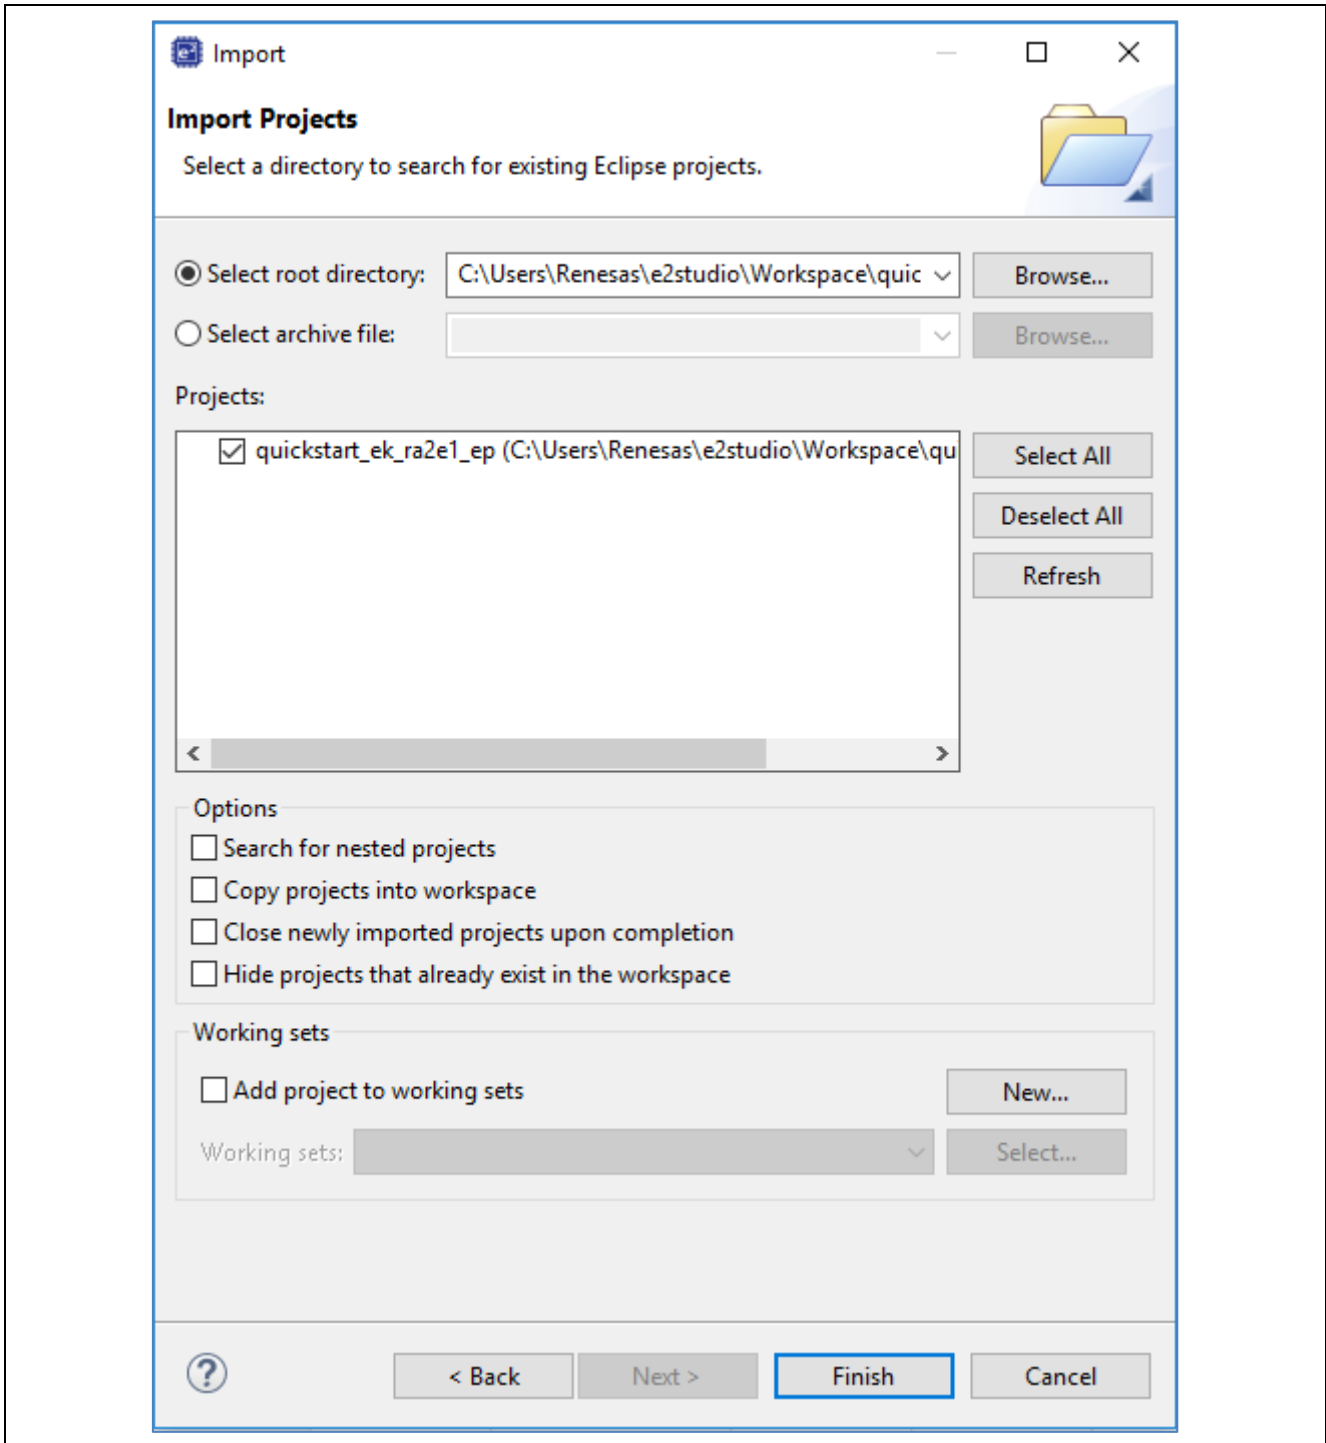 Import
Import Projects
Select a directory to search for existing Eclipse projects.
Select root directory: C:\Users\Renesas\e2studio\Workspace\quic Browse...
Select archive file: Browse...
Projects:
quickstart_ek_ra2e1_ep (C:\Users\Renesas\e2studio\Workspace\qu Select All
Deselect All
Refresh
Options
Search for nested projects
Copy projects into workspace
Close newly imported projects upon completion
Hide projects that already exist in the workspace
Working sets
Add project to working sets New...
Working sets: Select...
? < Back Next > Finish Cancel